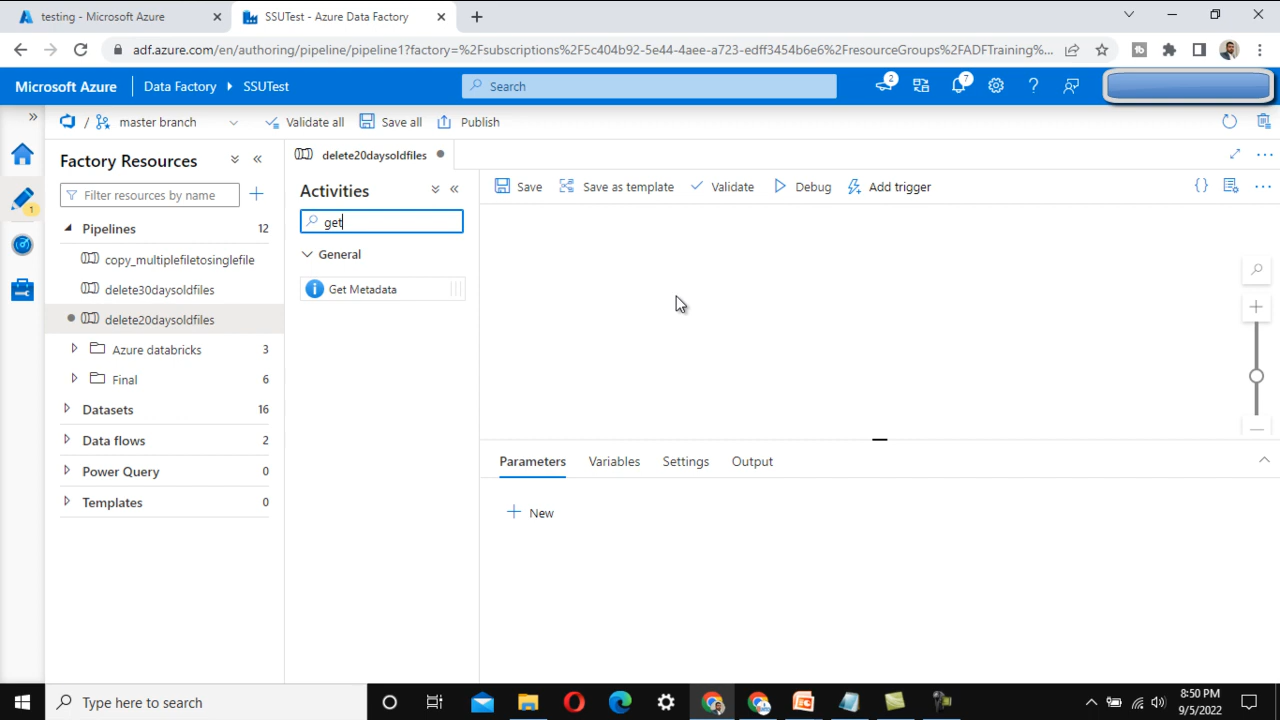 testing - Microsoft Azure
SSUTest - Azure Data Factory
adf.azure.com/en/authoring/pipeline/pipeline1?factory=%2Fsubscriptions%2F5c404b92-5e44-4aee-a723-edff3454b6e6%2FresourceGroups%2FADFTraining%...
Microsoft Azure
Data Factory
SSUTest
Search
2
7
/ master branch
Validate all
Save all
Publish
1
Factory Resources
Filter resources by name
Pipelines 12
copy_multiplefiletosinglefile
delete30daysoldfiles
delete20daysoldfiles
Azure databricks 3
Final 6
Datasets 16
Data flows 2
Power Query 0
Templates 0
delete20daysoldfiles
Activities
get
General
Get Metadata
Save
Save as template
Validate
Debug
Add trigger
Parameters
Variables
Settings
Output
New
Type here to search
8:50 PM
9/5/2022